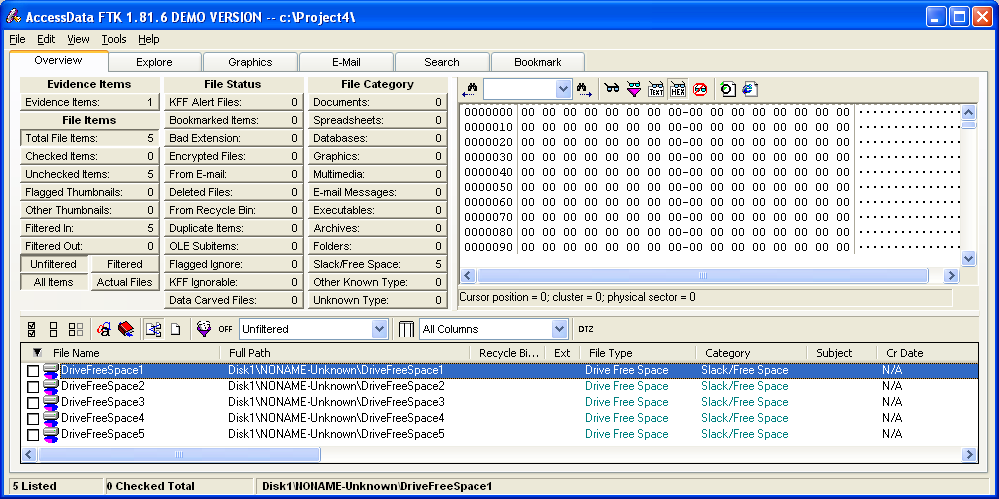 AccessData FTK 1.81.6 DEMO VERSION -- c:\Project4\
File Edit View Tools Help
Overview Explore Graphics E-Mail Search Bookmark
Evidence Items
Evidence Items: 1
File Items
Total File Items: 5
Checked Items: 0
Unchecked Items: 5
Flagged Thumbnails: 0
Other Thumbnails: 0
Filtered In: 5
Filtered Out: 0
Unfiltered Filtered
All Items Actual Files
File Status
KFF Alert Files: 0
Bookmarked Items: 0
Bad Extension: 0
Encrypted Files: 0
From E-mail: 0
Deleted Files: 0
From Recycle Bin: 0
Duplicate Items: 0
OLE Subitems: 0
Flagged Ignore: 0
KFF Ignorable: 0
Data Carved Files: 0
File Category
Documents: 0
Spreadsheets: 0
Databases: 0
Graphics: 0
Multimedia: 0
E-mail Messages: 0
Executables: 0
Archives: 0
Folders: 0
Slack/Free Space: 5
Other Known Type: 0
Unknown Type: 0
TEXT HEX
0000000 00 00 00 00 00 00 00 00-00 00 00 00 00 00 00 00 ................
0000010 00 00 00 00 00 00 00 00-00 00 00 00 00 00 00 00 ................
0000020 00 00 00 00 00 00 00 00-00 00 00 00 00 00 00 00 ................
0000030 00 00 00 00 00 00 00 00-00 00 00 00 00 00 00 00 ................
0000040 00 00 00 00 00 00 00 00-00 00 00 00 00 00 00 00 ................
0000050 00 00 00 00 00 00 00 00-00 00 00 00 00 00 00 00 ................
0000060 00 00 00 00 00 00 00 00-00 00 00 00 00 00 00 00 ................
0000070 00 00 00 00 00 00 00 00-00 00 00 00 00 00 00 00 ................
0000080 00 00 00 00 00 00 00 00-00 00 00 00 00 00 00 00 ................
0000090 00 00 00 00 00 00 00 00-00 00 00 00 00 00 00 00 ................
Cursor position = 0; cluster = 0; physical sector = 0
OFF Unfiltered All Columns DTZ
File Name Full Path Recycle Bi... Ext File Type Category Subject Cr Date
DriveFreeSpace1 Disk1\NONAME-Unknown\DriveFreeSpace1 Drive Free Space Slack/Free Space N/A
DriveFreeSpace2 Disk1\NONAME-Unknown\DriveFreeSpace2 Drive Free Space Slack/Free Space N/A
DriveFreeSpace3 Disk1\NONAME-Unknown\DriveFreeSpace3 Drive Free Space Slack/Free Space N/A
DriveFreeSpace4 Disk1\NONAME-Unknown\DriveFreeSpace4 Drive Free Space Slack/Free Space N/A
DriveFreeSpace5 Disk1\NONAME-Unknown\DriveFreeSpace5 Drive Free Space Slack/Free Space N/A
5 Listed 0 Checked Total Disk1\NONAME-Unknown\DriveFreeSpace1